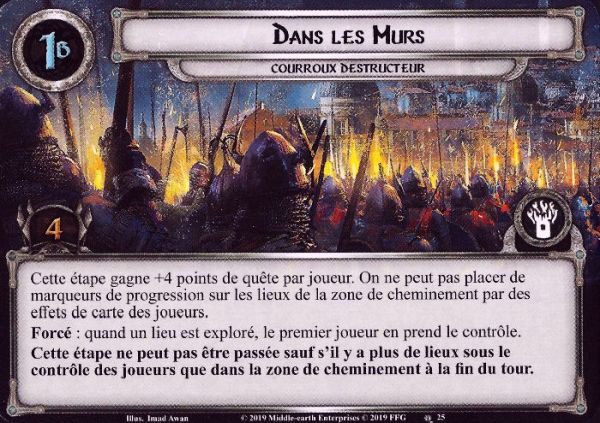 1B
DANS LES MURS
COURROUX DESTRUCTEUR
4
Cette étape gagne +4 points de quête par joueur. On ne peut pas placer de
marqueurs de progression sur les lieux de la zone de cheminement par des
effets de carte des joueurs.
Forcé : quand un lieu est exploré, le premier joueur en prend le contrôle.
Cette étape ne peut pas être passée sauf s'il y a plus de lieux sous le
contrôle des joueurs que dans la zone de cheminement à la fin du tour.
Illus. Imad Awan © 2019 Middle-earth Enterprises © 2019 FFG 25